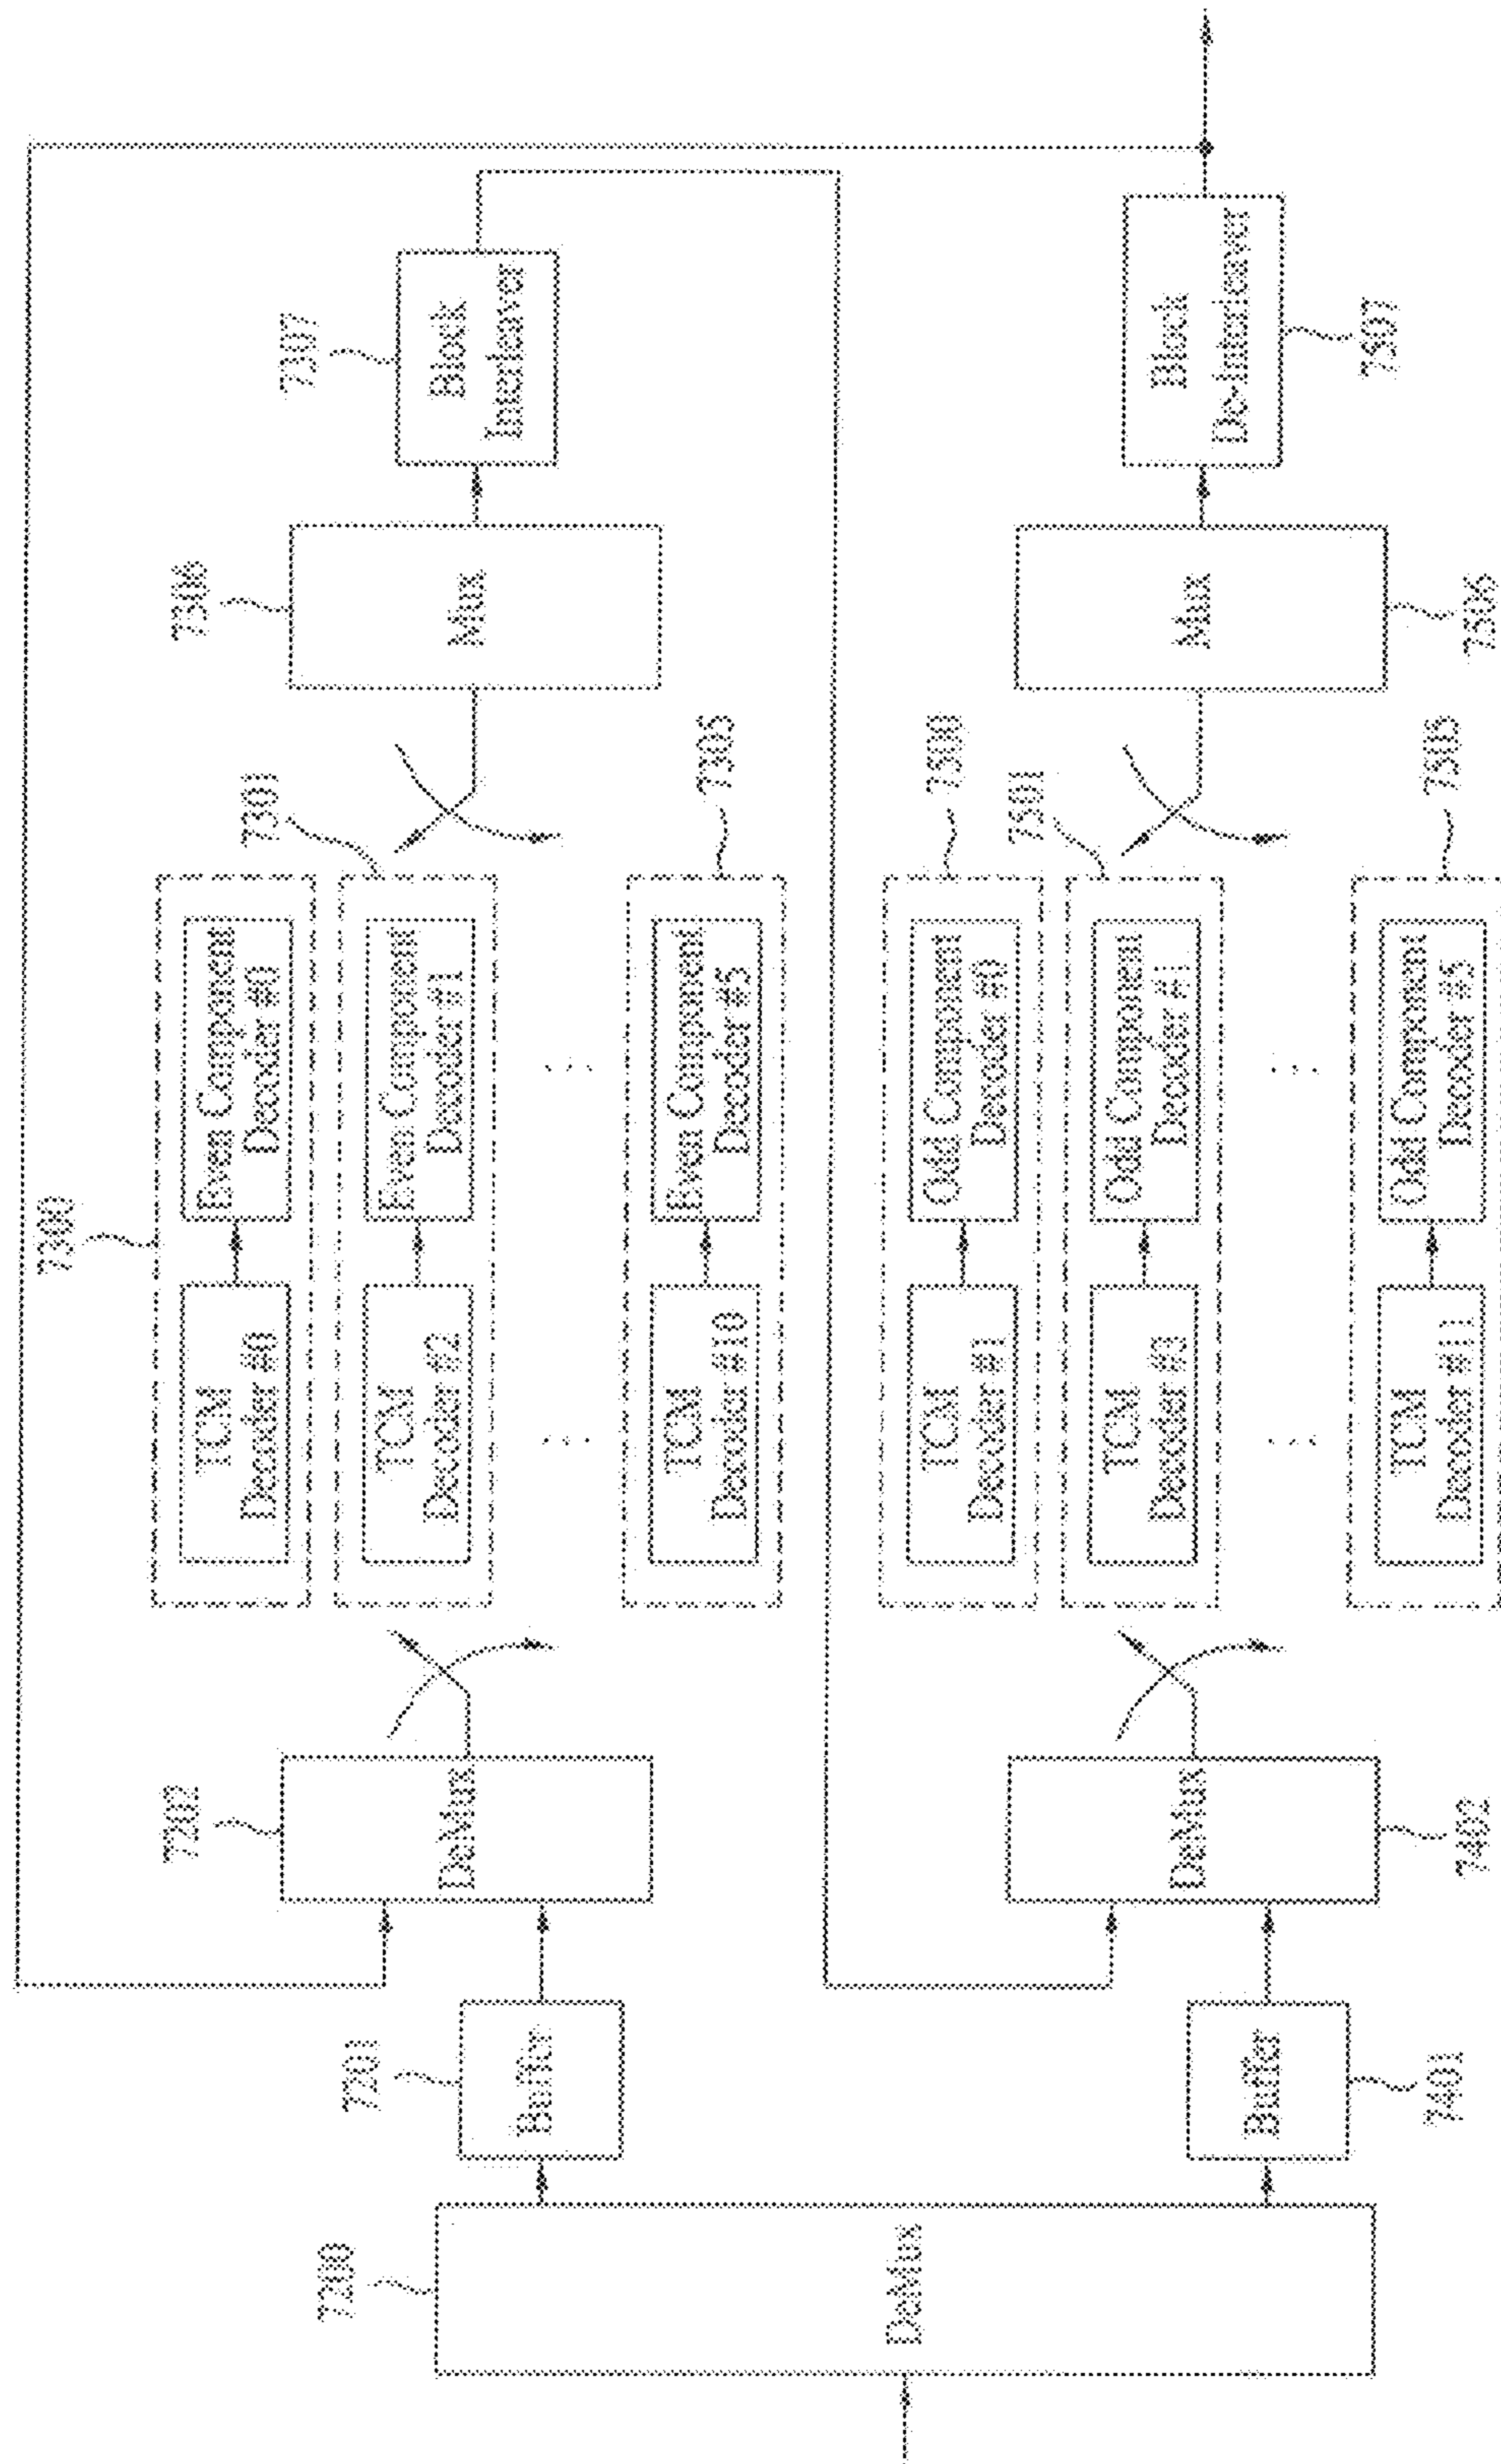 7300
7202
7306
7301
7307
TCM
Decoder #0
Even Component
Decoder #0
7200
7201
TCM
Decoder #2
Even Component
Decoder #1
DeMux
Mux
Block
Interleaver
Buffer
. . .
. . .
TCM
Decoder #10
Even Component
Decoder #5
7305
DeMux
TCM
Decoder #1
Odd Component
Decoder #0
7500
7501
TCM
Decoder #3
Odd Component
Decoder #1
DeMux
Mux
Block
De-Interleaver
Buffer
. . .
. . .
7507
TCM
Decoder #11
Odd Component
Decoder #5
7505
7401
7402
7506